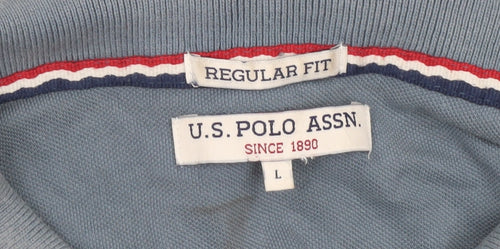 REGULAR FIT
U.S. POLO ASSN.
SINCE 1890
L